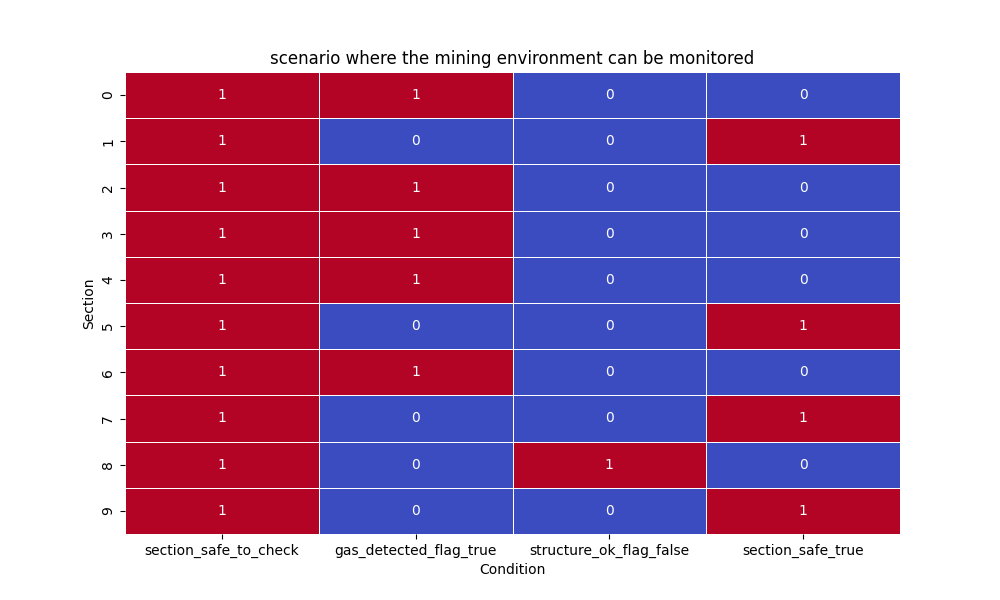 scenario where the mining environment can be monitored
0 1 1 0 0
1 1 0 0 1
2 1 1 0 0
3 1 1 0 0
4 1 1 0 0
5 1 0 0 1
6 1 1 0 0
7 1 0 0 1
8 1 0 1 0
9 1 0 0 1
Section
section_safe_to_check gas_detected_flag_true structure_ok_flag_false section_safe_true
Condition